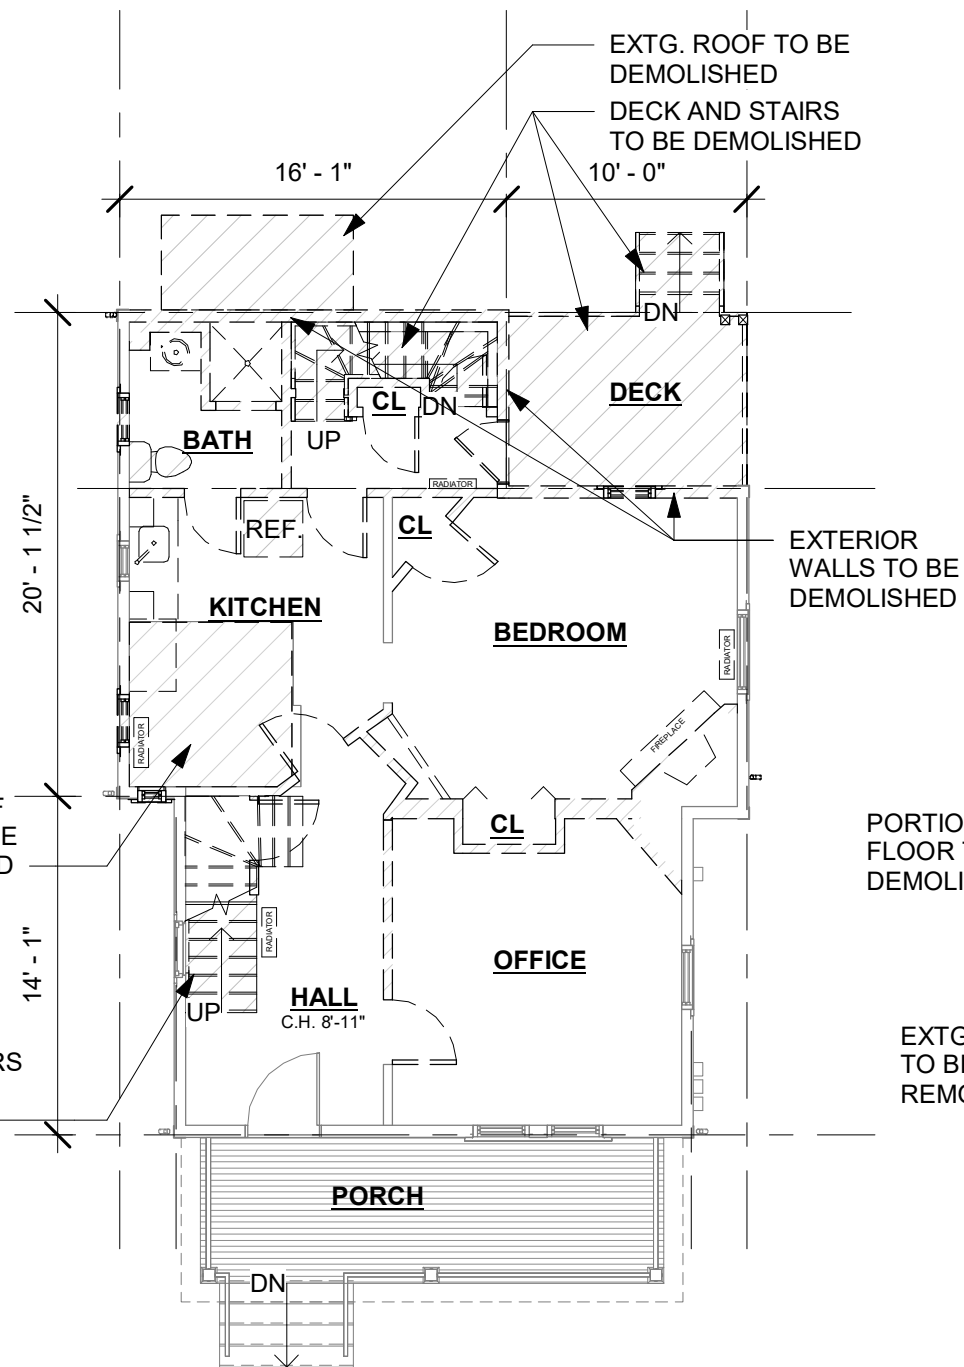 EXTG. ROOF TO BE
DEMOLISHED
DECK AND STAIRS
TO BE DEMOLISHED
16' - 1"
10' - 0"
DN
DECK
CL
DN
UP
BATH
RADIATOR
REF.
CL
EXTERIOR
WALLS TO BE
DEMOLISHED
20' - 1 1/2"
KITCHEN
BEDROOM
RADIATOR
RADIATOR
FIREPLACE
E
D
CL
PORTIO
FLOOR T
DEMOLI
14' - 1"
RADIATOR
OFFICE
HALL
C.H. 8'-11"
UP
RS
EXTG
TO BE
REMO
PORCH
DN